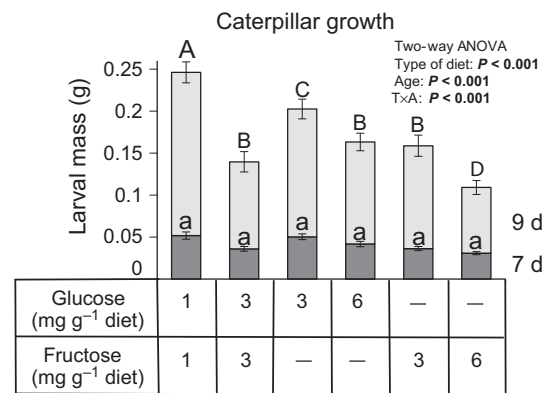 Caterpillar growth
Two-way ANOVA
Type of diet: P < 0.001
Age: P < 0.001
T×A: P < 0.001
Larval mass (g)
0.25
0.2
0.15
0.1
0.05
0
A
B
C
B
B
D
a
a
a
a
a
a
9 d
7 d
Glucose
(mg g⁻¹ diet)
1 3 3 6 — —
Fructose
(mg g⁻¹ diet)
1 3 — — 3 6